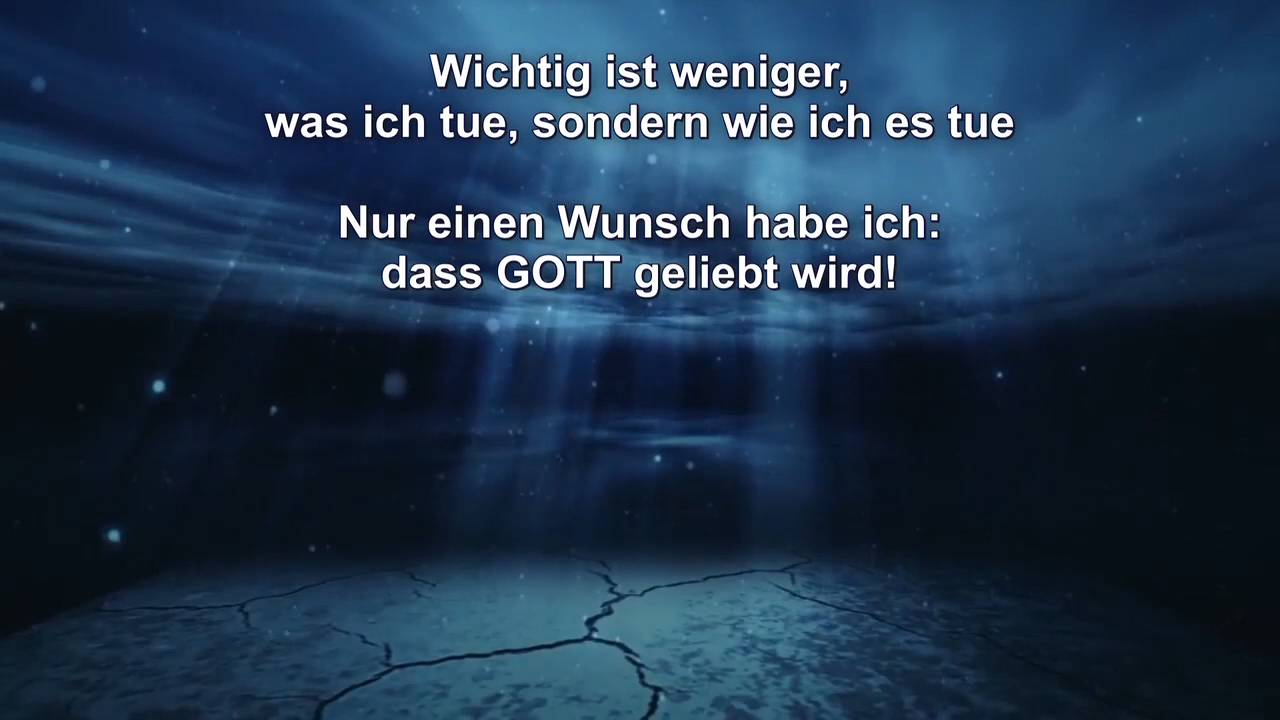 Wichtig ist weniger,
was ich tue, sondern wie ich es tue
Nur einen Wunsch habe ich:
dass GOTT geliebt wird!